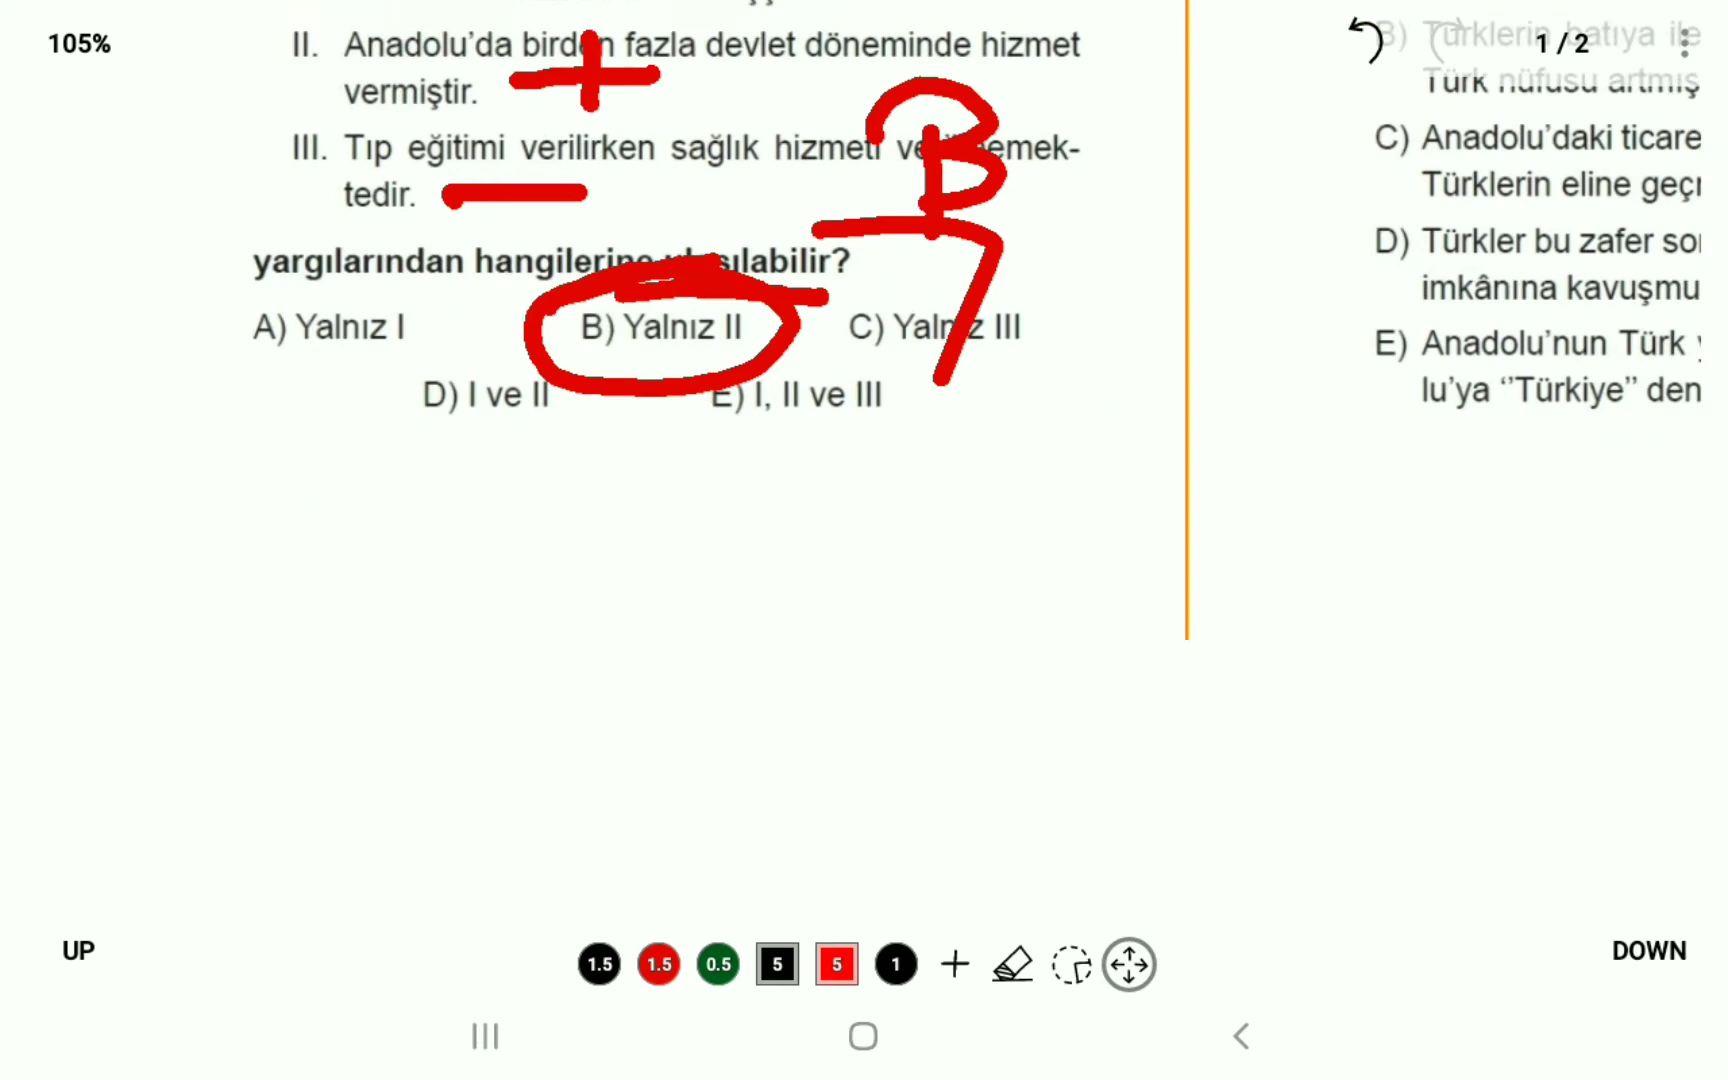 105%
II. Anadolu'da birden fazla devlet döneminde hizmet
vermiştir.
III. Tıp eğitimi verilirken sağlık hizmeti
tedir.
yargılarından hangilerine ulaşılabilir?
A) Yalnız I B) Yalnız II C) Yalnız III
D) I ve II E) I, II ve III
B
7
1 / 2
B) Türklerin batıya ile
Türk nüfusu artmış
C) Anadolu'daki ticare
Türklerin eline geçı
D) Türkler bu zafer so
imkânına kavuşmu
E) Anadolu'nun Türk
lu'ya ''Türkiye'' den
UP
1.5 1.5 0.5 5 5 1
DOWN